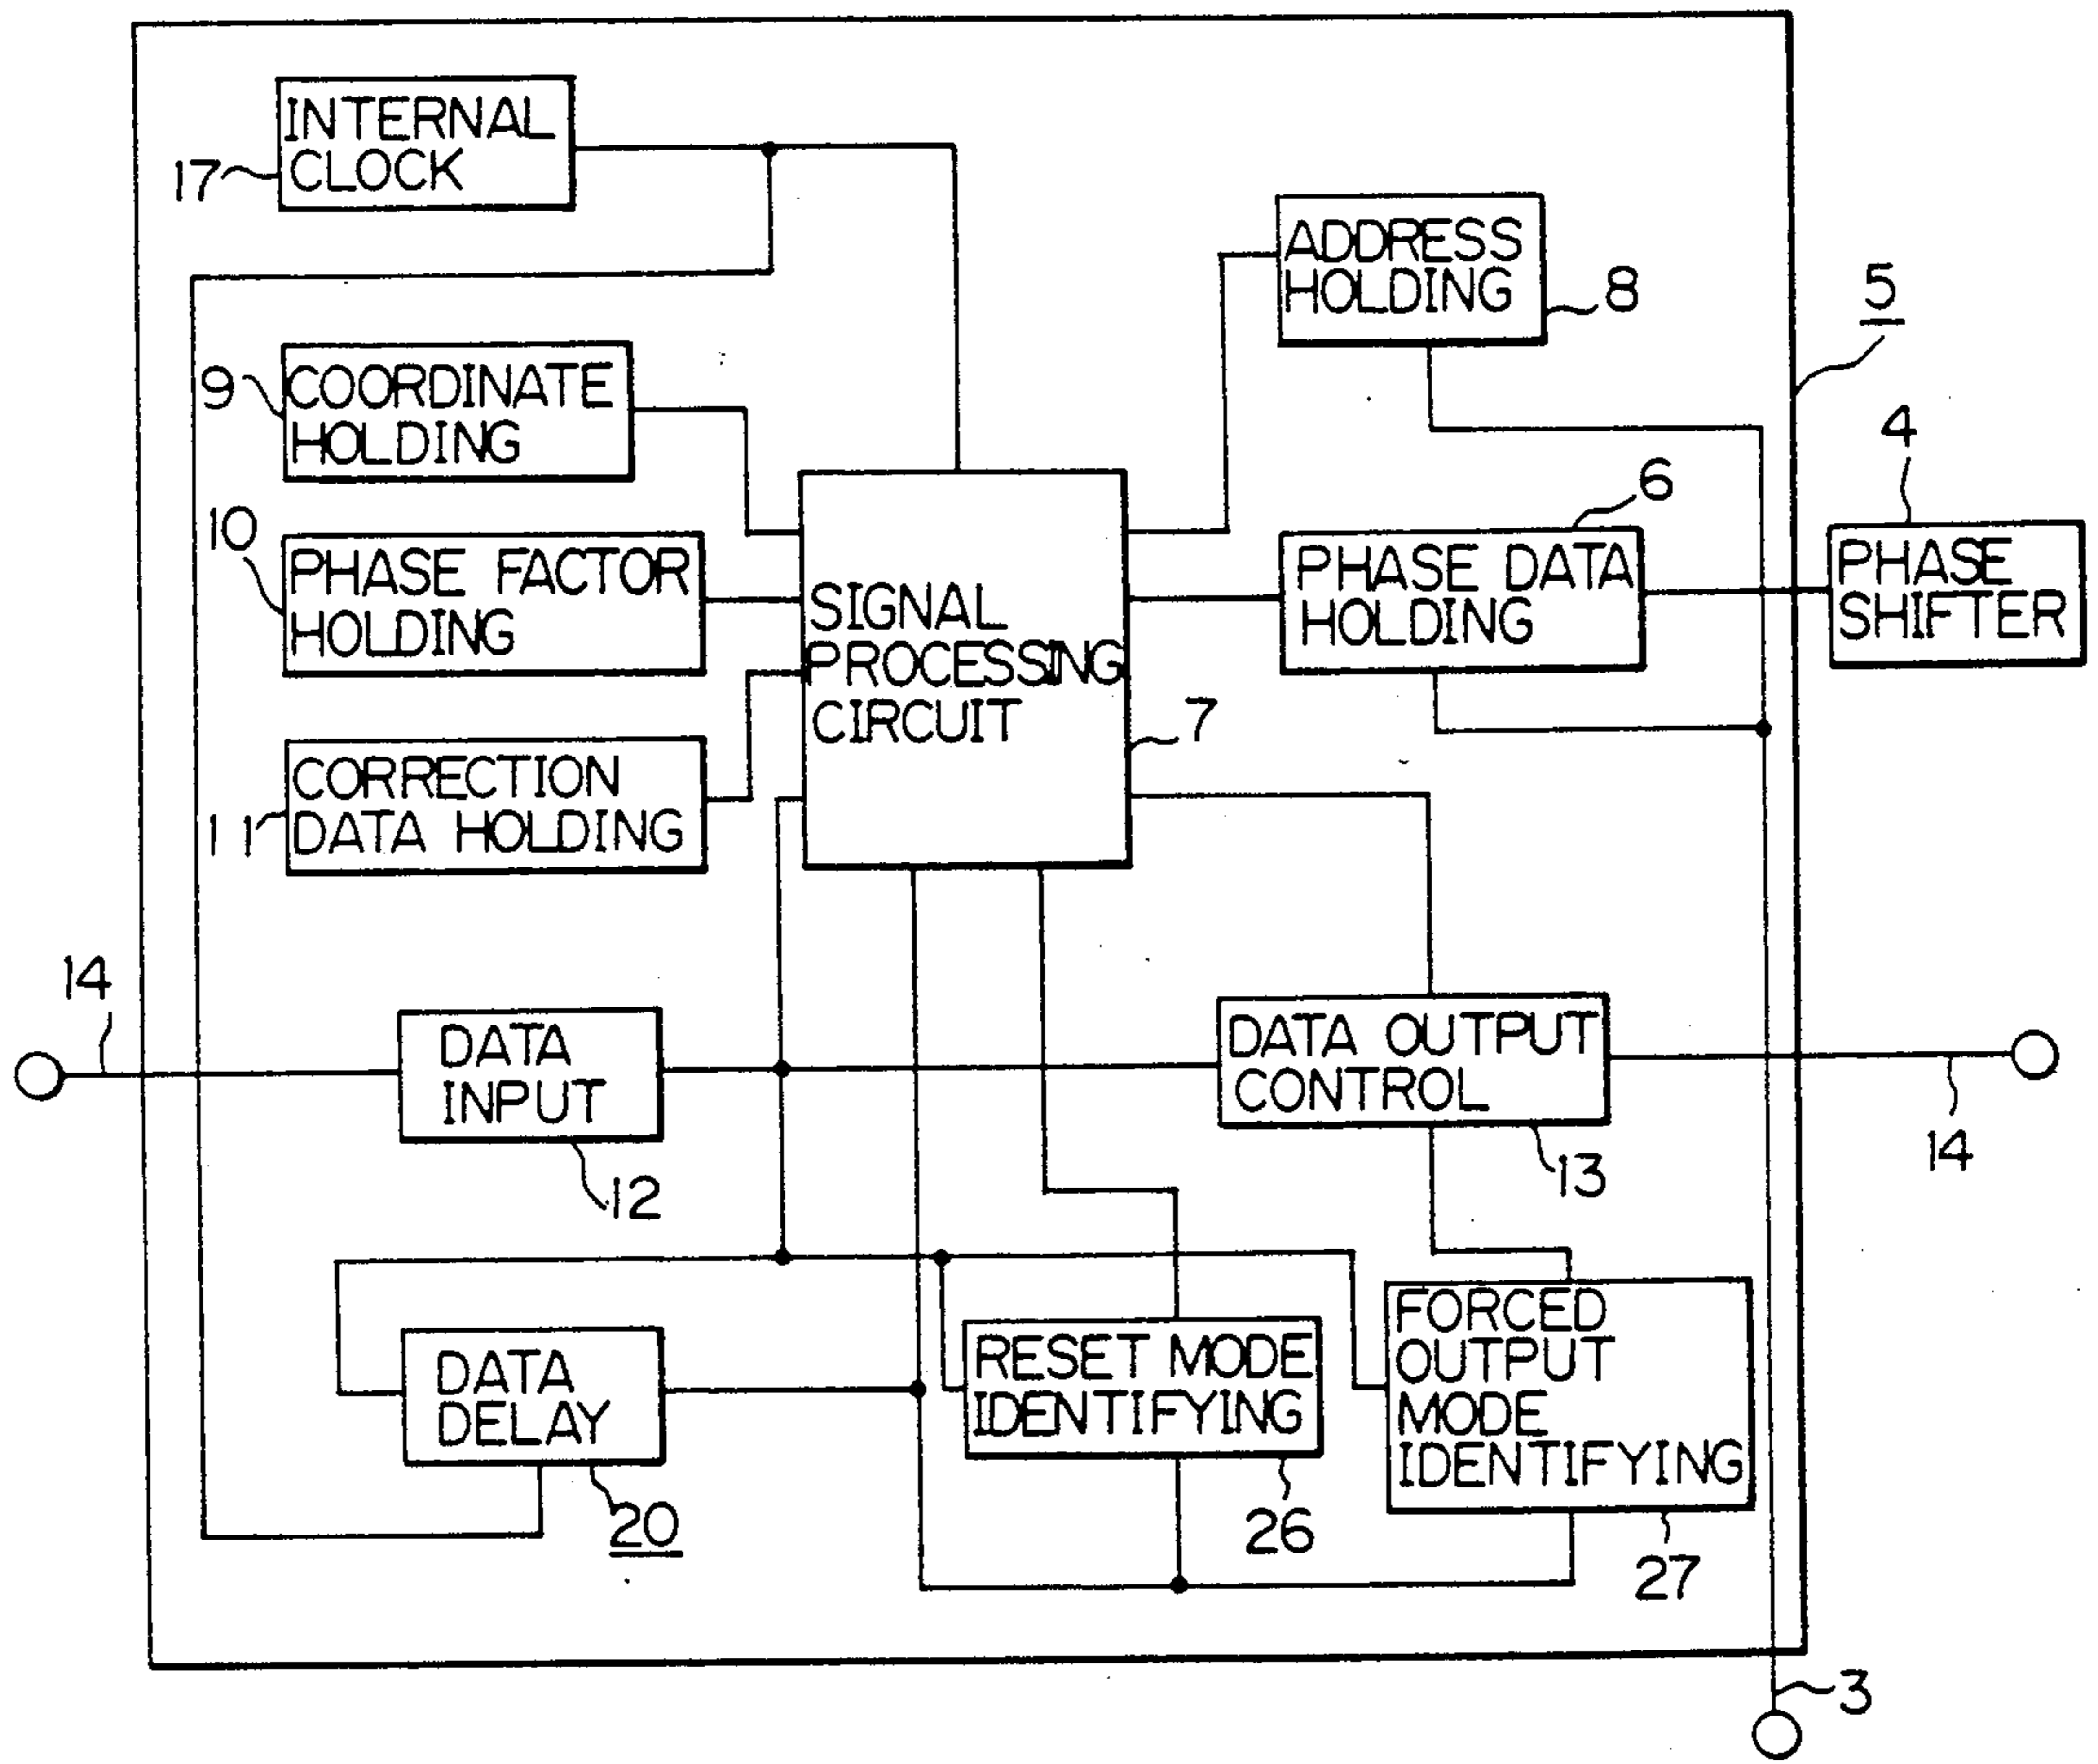 INTERNAL
CLOCK
17
ADDRESS
HOLDING
8
5
COORDINATE
HOLDING
9
4
6
10
PHASE FACTOR
HOLDING
SIGNAL
PROCESSING
CIRCUIT
7
PHASE DATA
HOLDING
PHASE
SHIFTER
CORRECTION
DATA HOLDING
11
14
DATA
INPUT
12
DATA OUTPUT
CONTROL
13
14
DATA
DELAY
20
RESET MODE
IDENTIFYING
26
FORCED
OUTPUT
MODE
IDENTIFYING
27
3